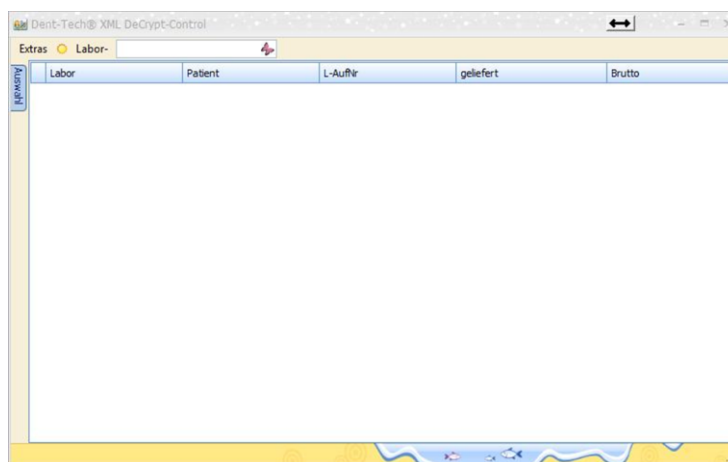 Dent-Tech® XML DeCrypt-Control
Extras Labor-
Auswahl
Labor Patient L-AufNr geliefert Brutto